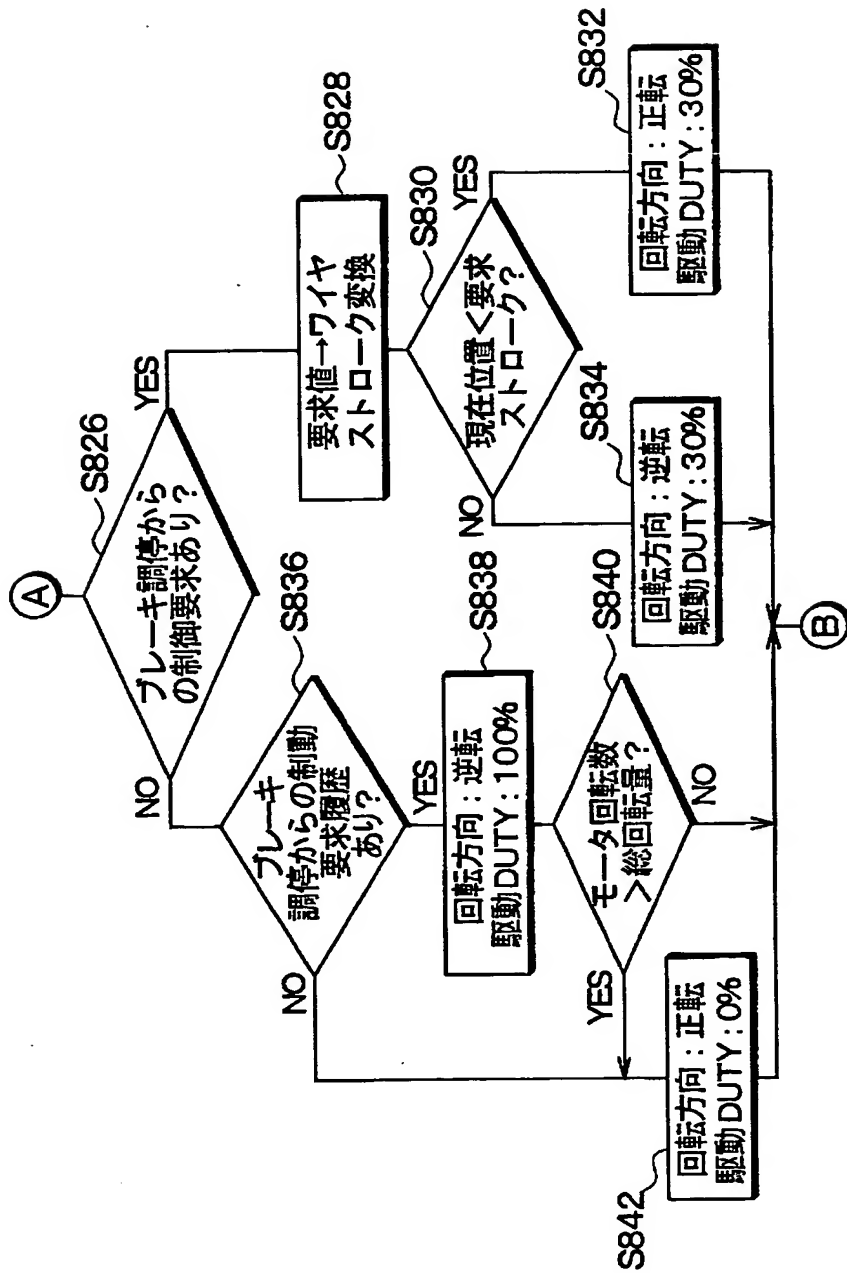 A
S826
ブレーキ調停から
の制御要求あり?
YES
NO
S828
要求値→ワイヤ
ストローク変換
S830
現在位置<要求
ストローク?
YES
NO
S832
回転方向:正転
駆動DUTY:30%
S834
回転方向:逆転
駆動DUTY:30%
S836
ブレーキ
調停からの制動
要求履歴
あり?
YES
NO
S838
回転方向:逆転
駆動DUTY:100%
S840
モータ回転数
>総回転量?
YES
NO
S842
回転方向:正転
駆動DUTY:0%
B